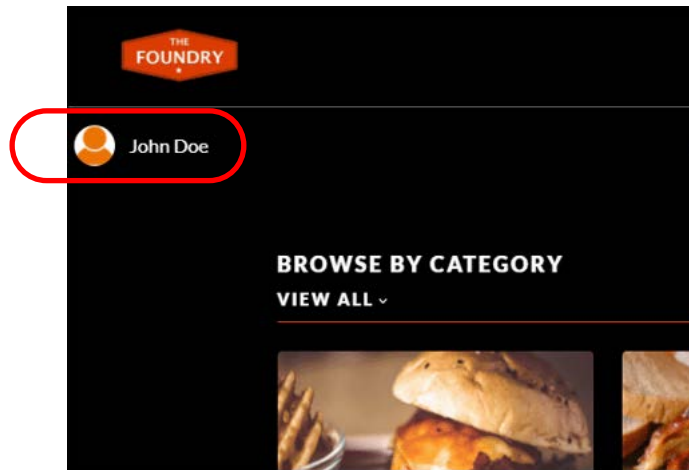 THE
FOUNDRY
John Doe
BROWSE BY CATEGORY
VIEW ALL